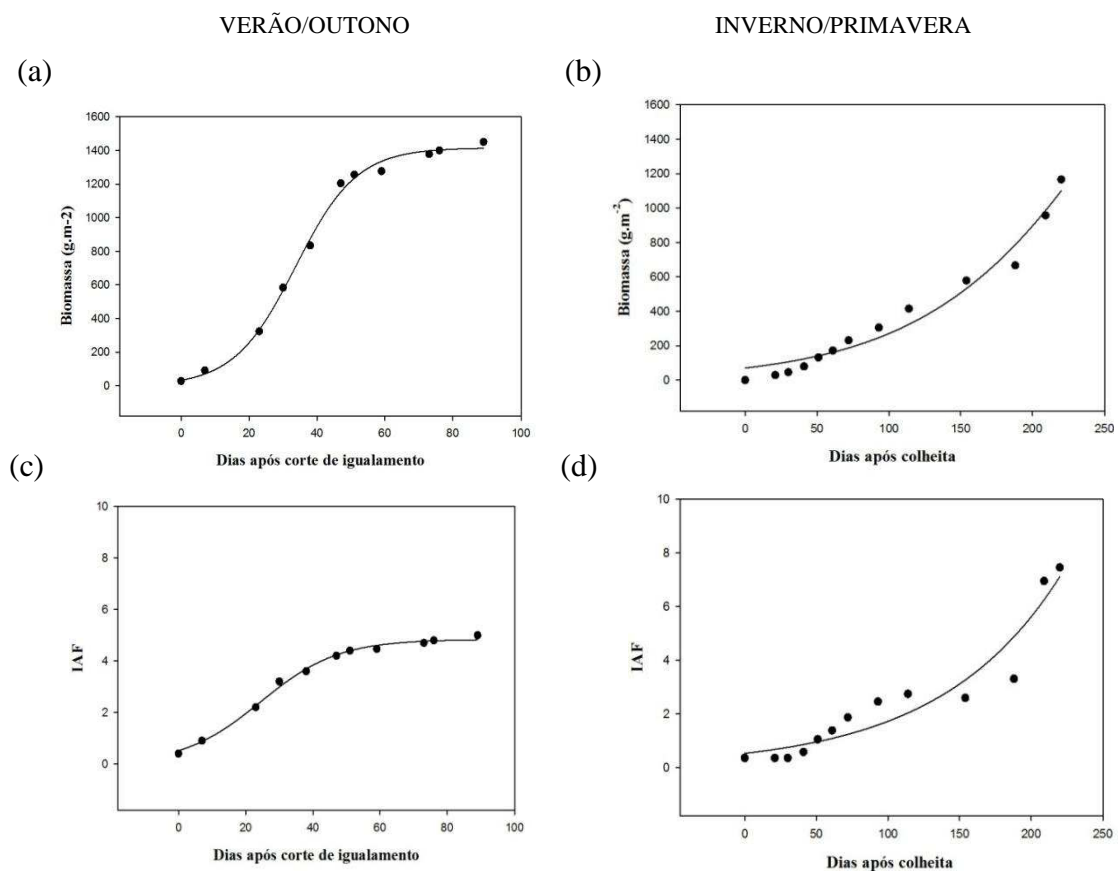 VERÃO/OUTONO
INVERNO/PRIMAVERA
(a)
1600
1400
1200
1000
800
600
400
200
0
Biomassa (g.m-2)
0 20 40 60 80 100
Dias após corte de igualamento
(b)
1600
1400
1200
1000
800
600
400
200
0
Biomassa (g.m-2)
0 50 100 150 200 250
Dias após colheita
(c)
10
8
6
4
2
0
IAF
0 20 40 60 80 100
Dias após corte de igualamento
(d)
10
8
6
4
2
0
IAF
0 50 100 150 200 250
Dias após colheita